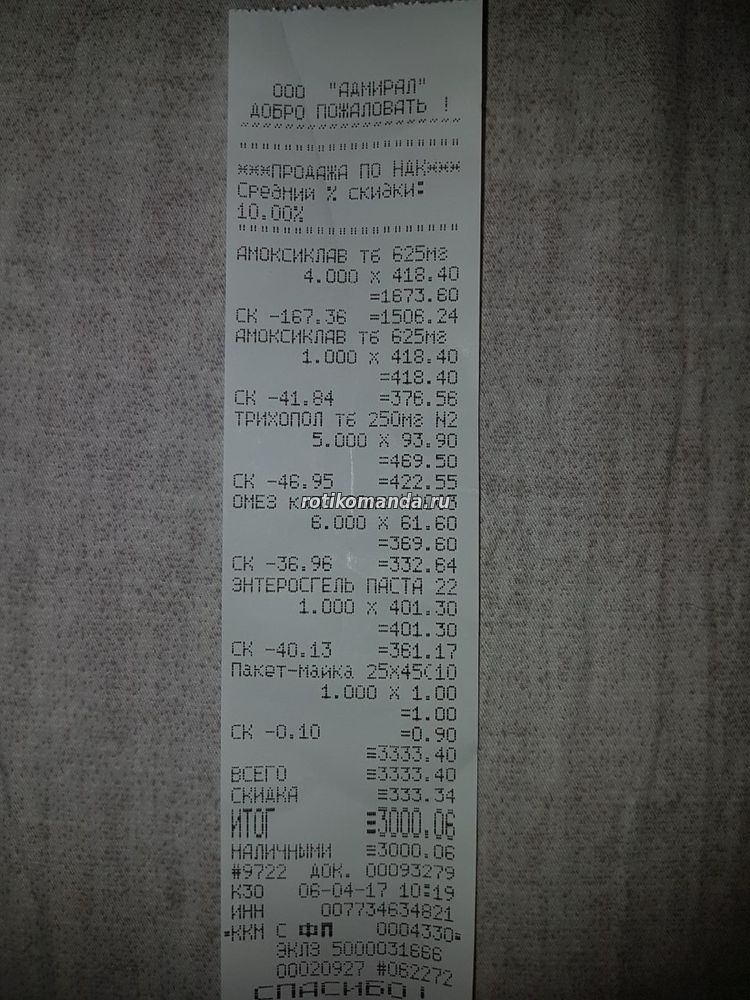 ООО "АДМИРАЛ"
ДОБРО ПОЖАЛОВАТЬ !
~~~~~~~~~~~~~~~~~~~~
""""""""""""""""""""
***ПРОДАЖА ПО НДК***
Средний % скидки:
10.00%
""""""""""""""""""""
АМОКСИКЛАВ тб 625мг
4.000 X 418.40
=1673.60
СК -167.36 =1506.24
АМОКСИКЛАВ тб 625мг
1.000 X 418.40
=418.40
СК -41.84 =376.56
ТРИХОПОЛ тб 250мг N2
5.000 X 93.90
=469.50
СК -46.95 =422.55
ОМЕЗ
rotikomanda.ru
6.000 X 61.60
=369.60
СК -36.96 =332.64
ЭНТЕРОСГЕЛЬ ПАСТА 22
1.000 X 401.30
=401.30
СК -40.13 =361.17
Пакет-майка 25х45(10
1.000 X 1.00
=1.00
СК -0.10 =0.90
≡3333.40
ВСЕГО ≡3333.40
СКИДКА ≡333.34
ИТОГ ≡3000.06
НАЛИЧНЫМИ ≡3000.06
#9722 ДОК. 00093279
К30 06-04-17 10:19
ИНН 007734634821
ККМ С ФП 0004330
ЭКЛЗ 5000031666
00020927 #062272
СПАСИБО !